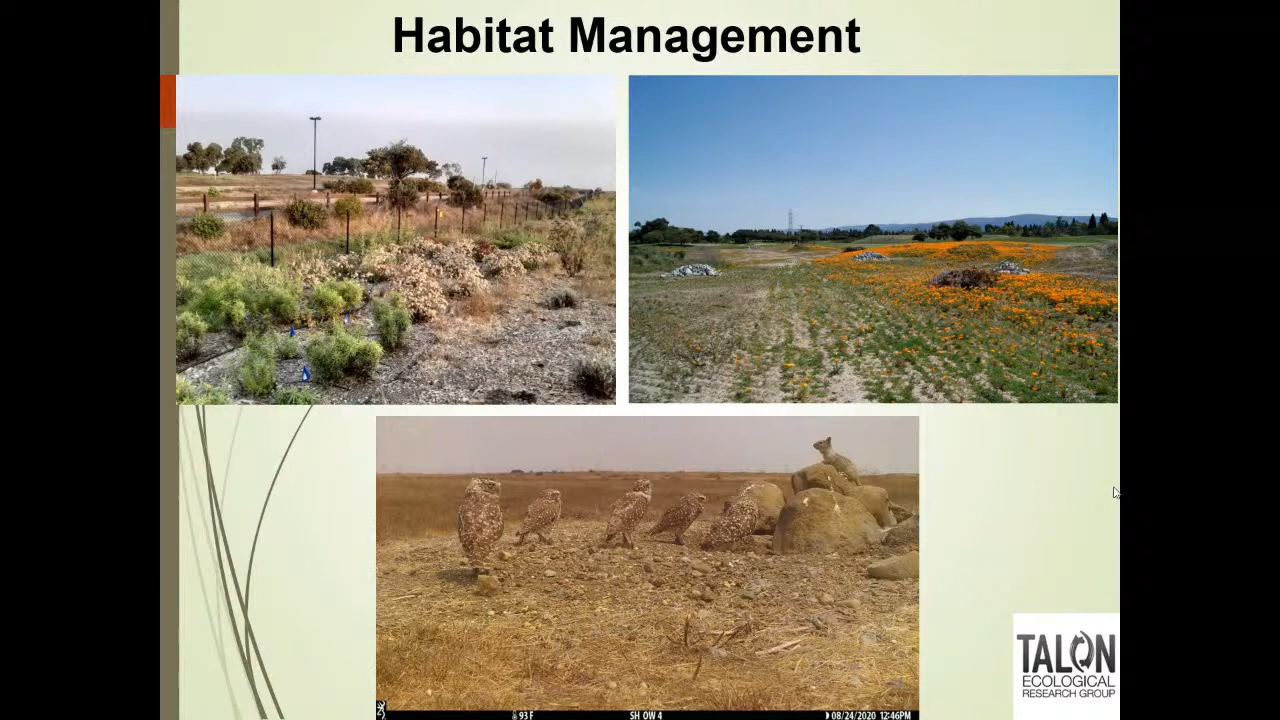 Habitat Management
93 F
SH OW 4
08/24/2020 12:46PM
TALON
ECOLOGICAL
RESEARCH GROUP